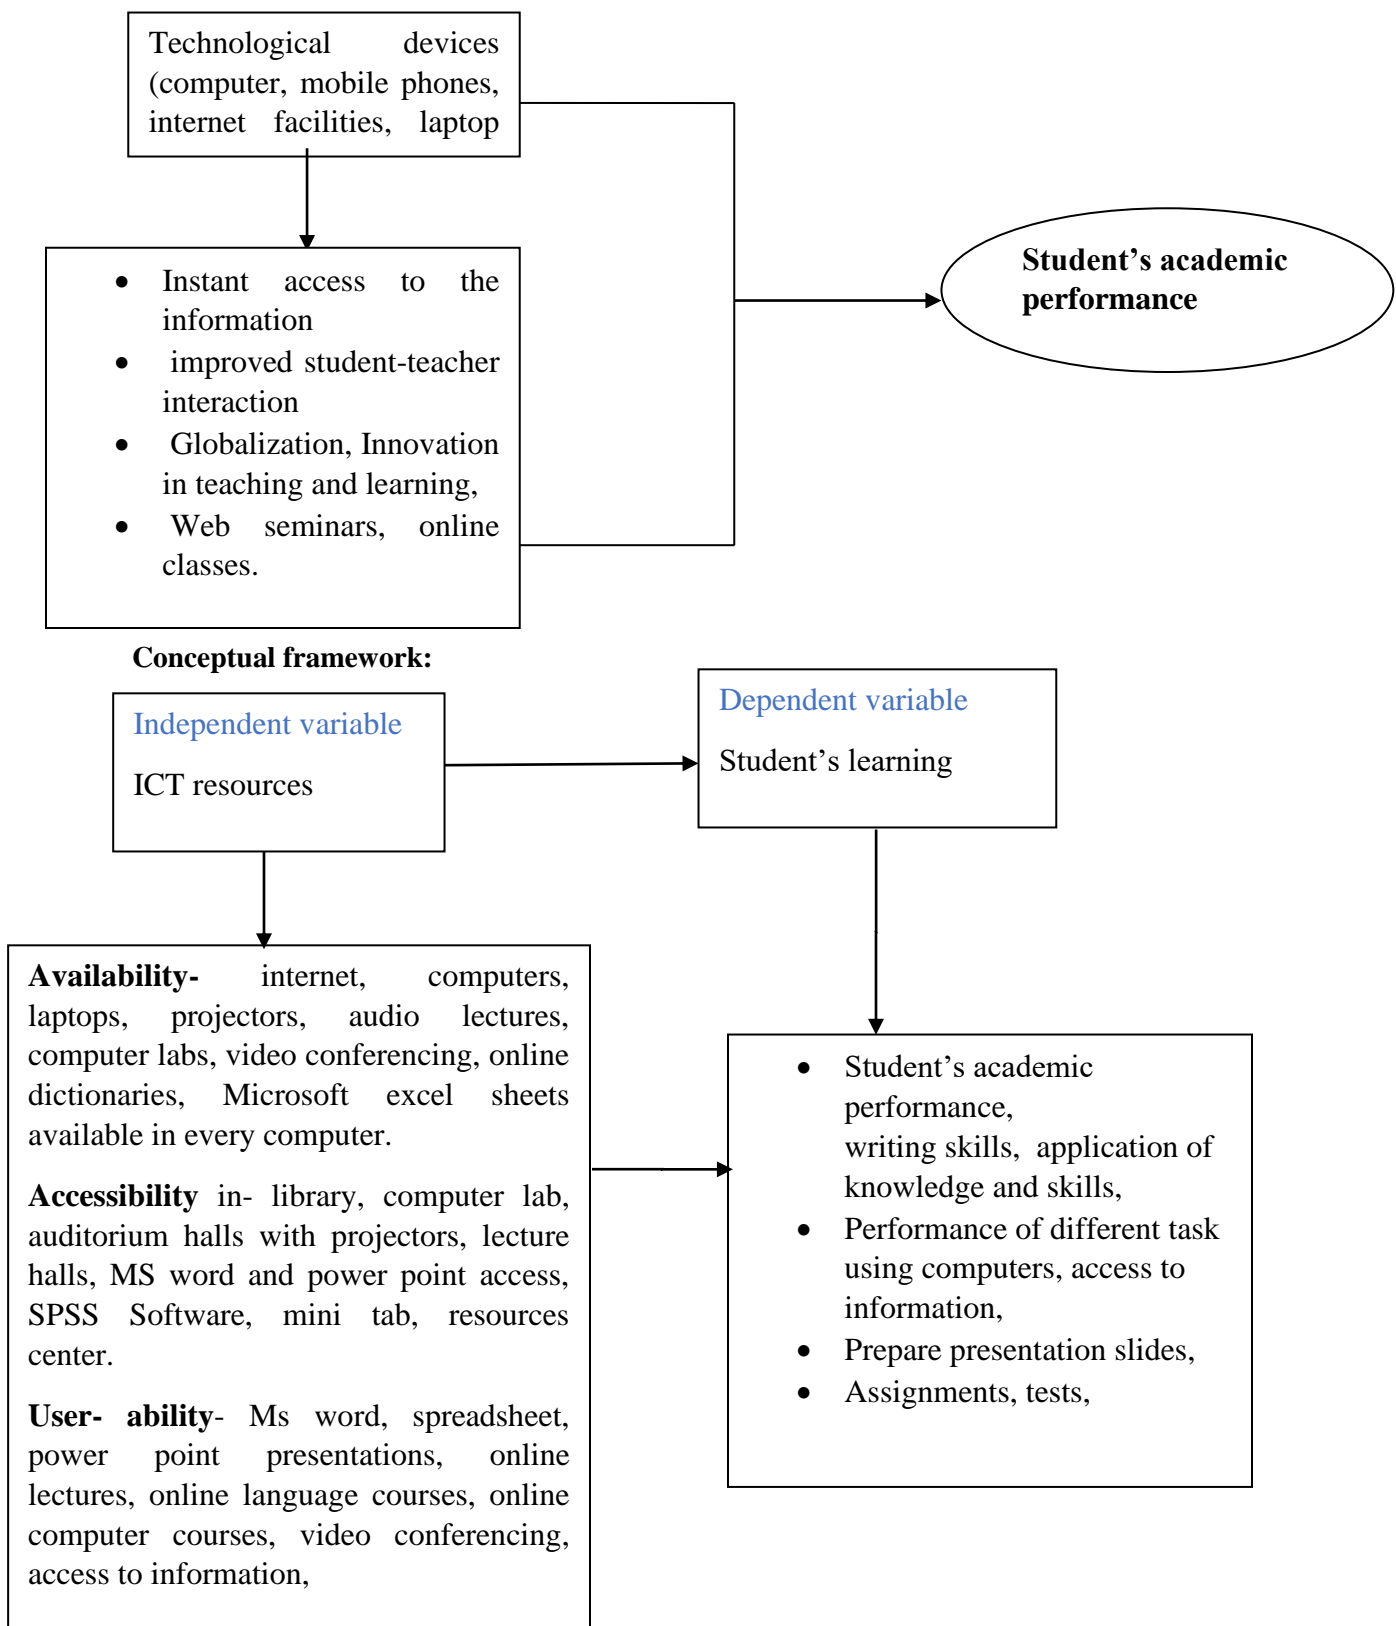 Technological devices
(computer, mobile phones,
internet facilities, laptop
• Instant access to the
information
• improved student-teacher
interaction
• Globalization, Innovation
in teaching and learning,
• Web seminars, online
classes.
Student’s academic
performance
Conceptual framework:
Independent variable
ICT resources
Dependent variable
Student’s learning
Availability- internet, computers,
laptops, projectors, audio lectures,
computer labs, video conferencing, online
dictionaries, Microsoft excel sheets
available in every computer.
Accessibility in- library, computer lab,
auditorium halls with projectors, lecture
halls, MS word and power point access,
SPSS Software, mini tab, resources
center.
User- ability- Ms word, spreadsheet,
power point presentations, online
lectures, online language courses, online
computer courses, video conferencing,
access to information,
• Student’s academic
performance,
writing skills, application of
knowledge and skills,
• Performance of different task
using computers, access to
information,
• Prepare presentation slides,
• Assignments, tests,